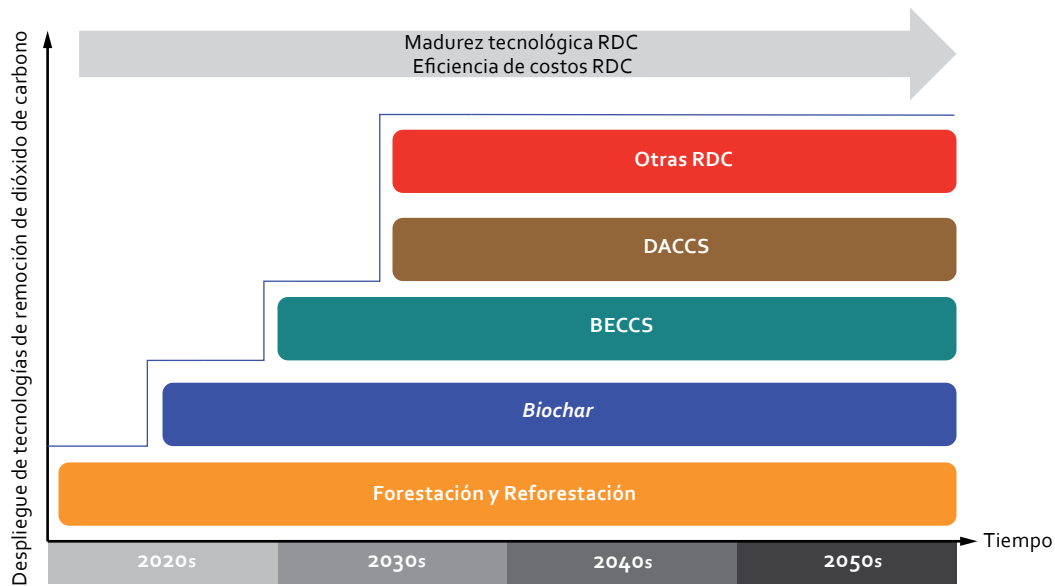 Despliegue de tecnologías de remoción de dióxido de carbono
Madurez tecnológica RDC
Eficiencia de costos RDC
Otras RDC
DACCS
BECCS
Biochar
Forestación y Reforestación
Tiempo
2020s
2030s
2040s
2050s